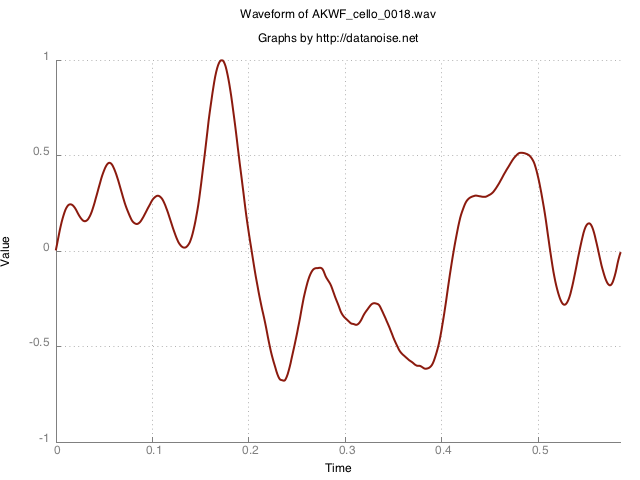 Waveform of AKWF_cello_0018.wav
Graphs by http://datanoise.net
1
0.5
0
-0.5
-1
Value
0 0.1 0.2 0.3 0.4 0.5
Time